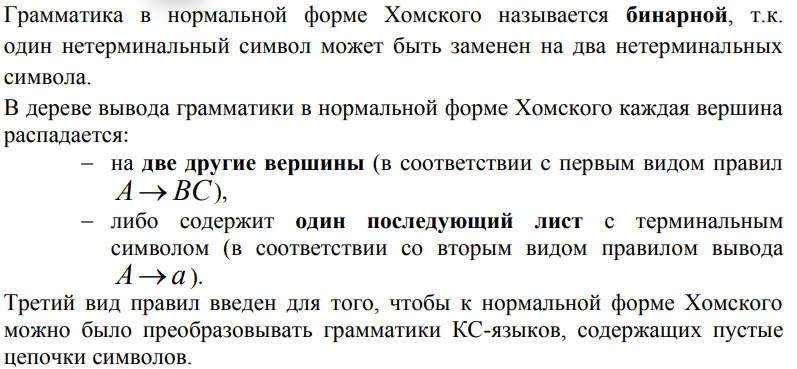 Грамматика в нормальной форме Хомского называется бинарной, т.к.
один нетерминальный символ может быть заменен на два нетерминальных
символа.
В дереве вывода грамматики в нормальной форме Хомского каждая вершина
распадается:
– на две другие вершины (в соответствии с первым видом правил
A → BC),
– либо содержит один последующий лист с терминальным
символом (в соответствии со вторым видом правилом вывода
A → a).
Третий вид правил введен для того, чтобы к нормальной форме Хомского
можно было преобразовывать грамматики КС-языков, содержащих пустые
цепочки символов.